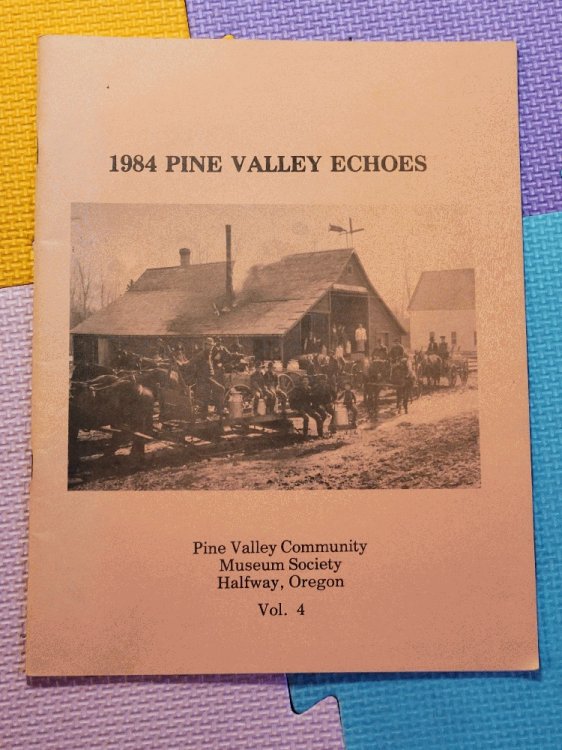 1984 PINE VALLEY ECHOES
Pine Valley Community
Museum Society
Halfway, Oregon
Vol. 4